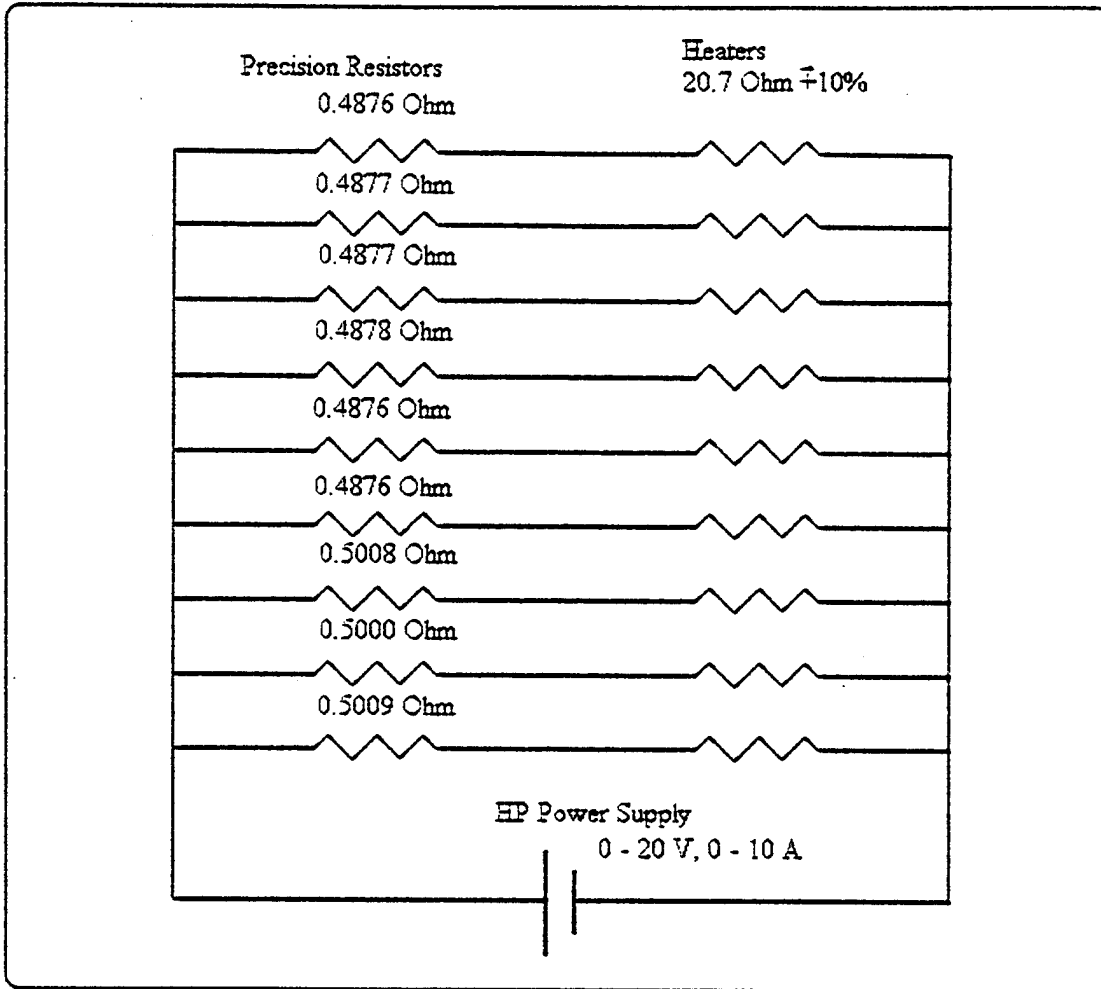 Precision Resistors
Heaters
20.7 Ohm ∓10%
0.4876 Ohm
0.4877 Ohm
0.4877 Ohm
0.4878 Ohm
0.4876 Ohm
0.4876 Ohm
0.5008 Ohm
0.5000 Ohm
0.5009 Ohm
HP Power Supply
0 - 20 V, 0 - 10 A